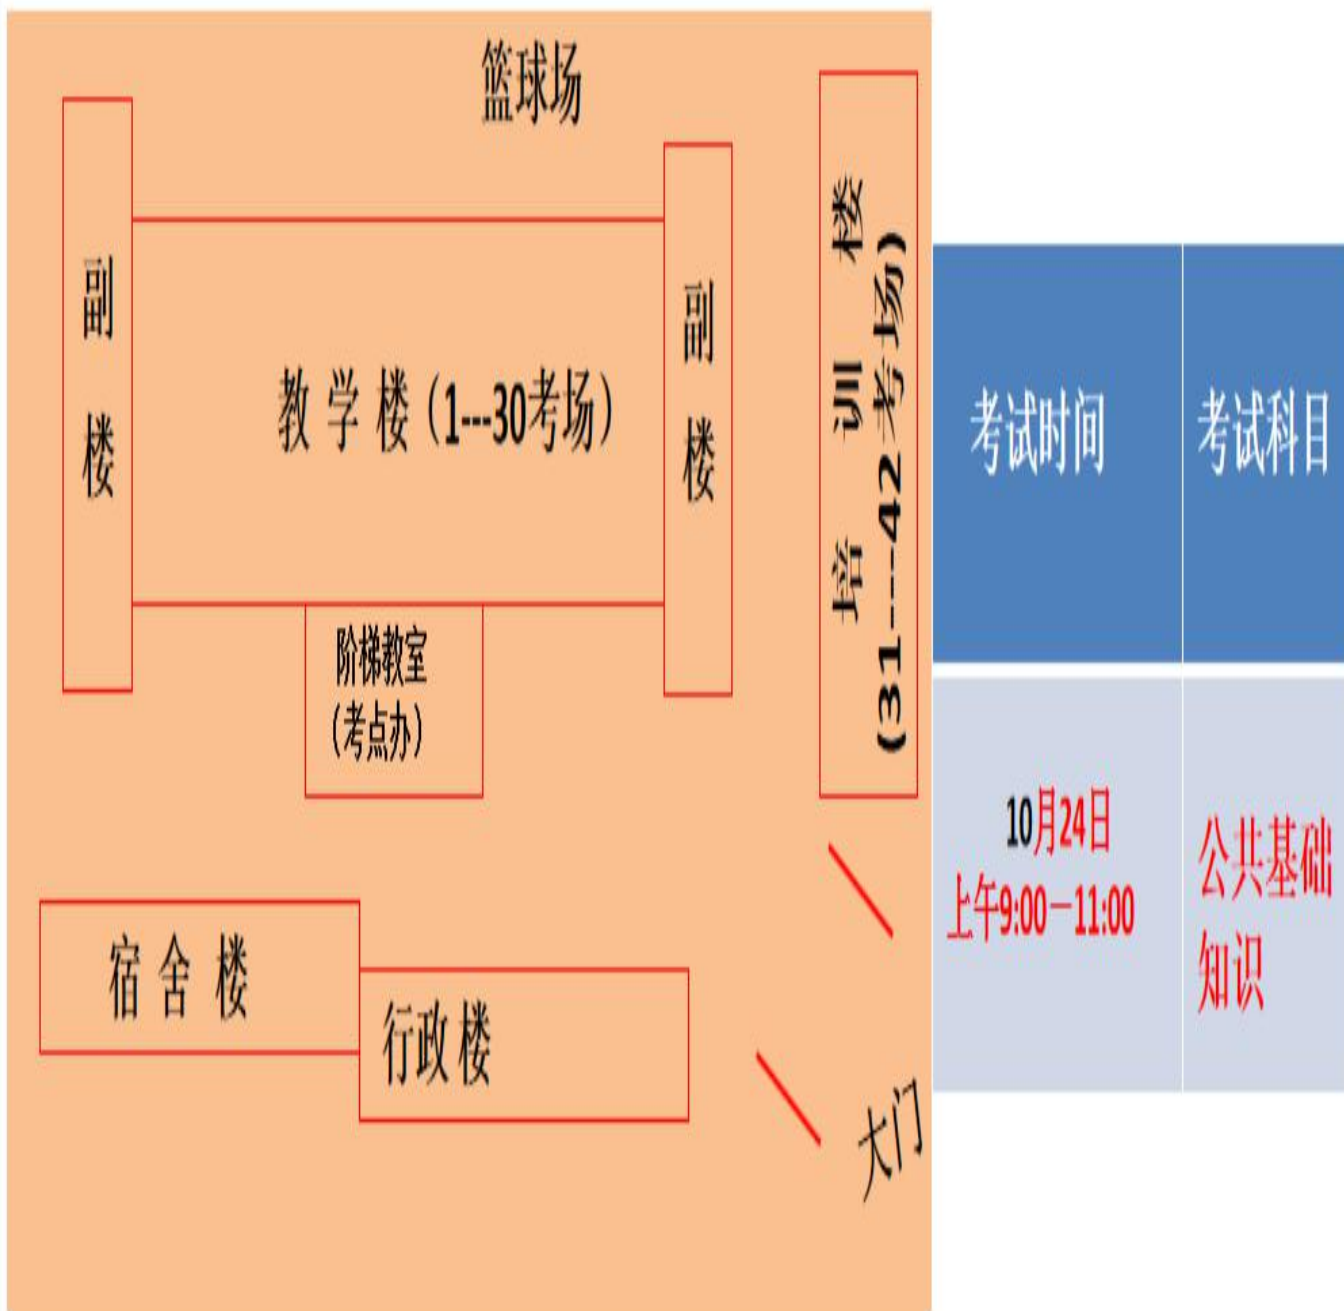 篮球场
副楼
教学楼（1---30考场）
副楼
培训楼
(31----42考场)
阶梯教室
（考点办）
宿舍楼
行政楼
大门
考试时间
考试科目
10月24日
上午9:00－11:00
公共基础
知识